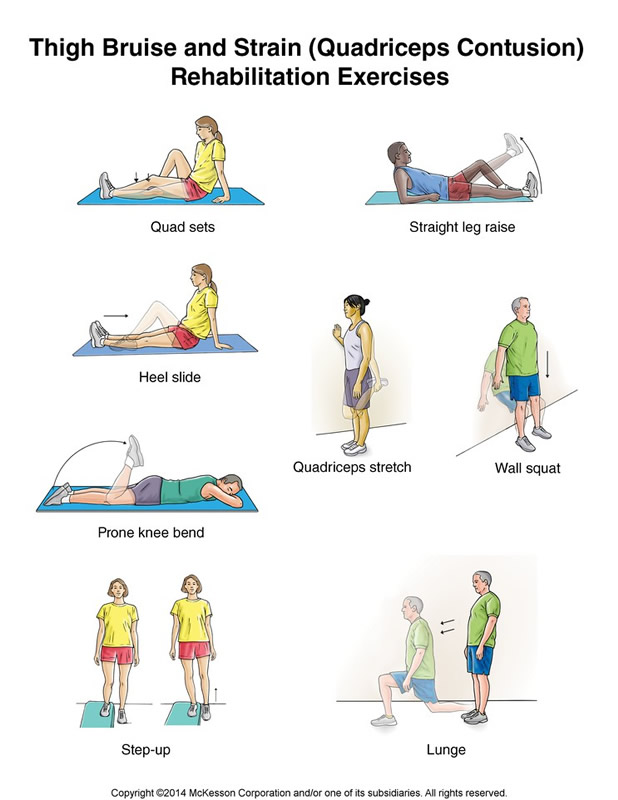 Thigh Bruise and Strain (Quadriceps Contusion)
Rehabilitation Exercises
Quad sets
Straight leg raise
Heel slide
Quadriceps stretch
Wall squat
Prone knee bend
Step-up
Lunge
Copyright ©2014 McKesson Corporation and/or one of its subsidiaries. All rights reserved.